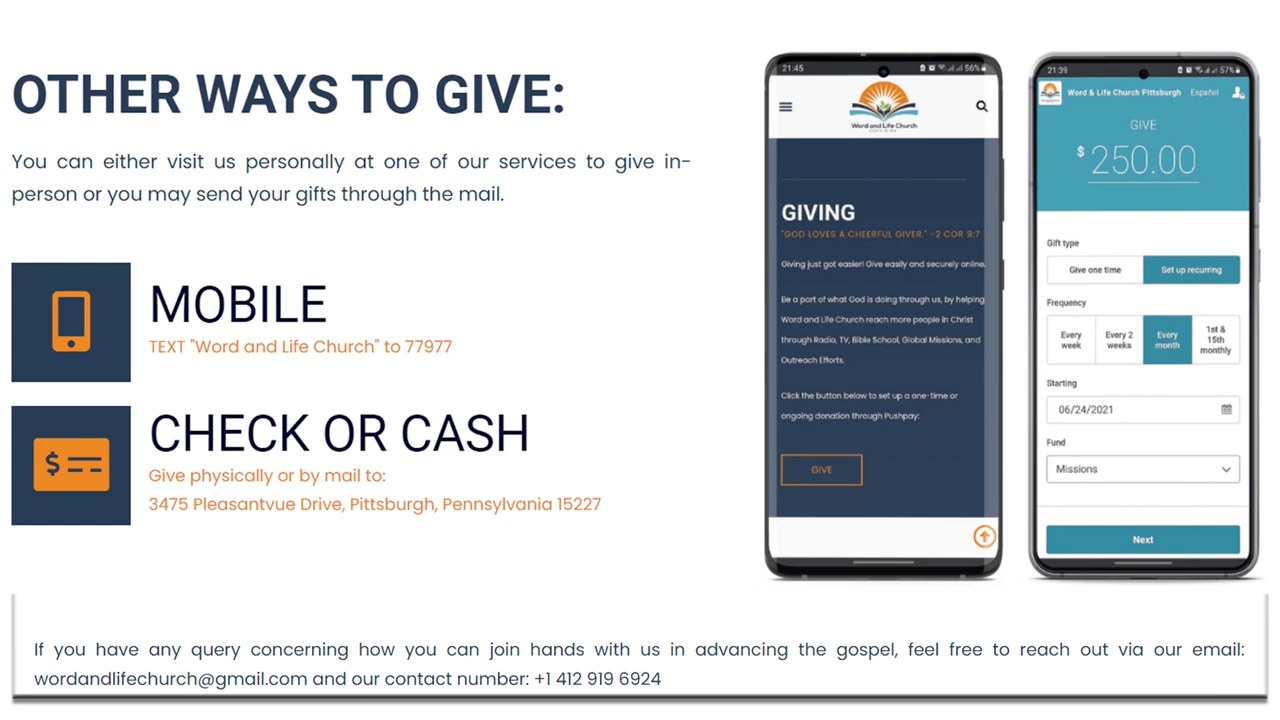 OTHER WAYS TO GIVE:
You can either visit us personally at one of our services to give in-
person or you may send your gifts through the mail.
MOBILE
TEXT "Word and Life Church" to 77977
CHECK OR CASH
Give physically or by mail to:
3475 Pleasantvue Drive, Pittsburgh, Pennsylvania 15227
21:45
56%
Word and Life Church
GIVING
"GOD LOVES A CHEERFUL GIVER." -2 COR 9:7
Giving just got easier! Give easily and securely online.
Be a part of what God is doing through us, by helping
Word and Life Church reach more people in Christ
through Radio, TV, Bible School, Global Missions, and
Outreach Efforts.
Click the button below to set up a one-time or
ongoing donation through Pushpay:
GIVE
21:39
57%
Word & Life Church Pittsburgh Español
GIVE
$ 250.00
Gift type
Give one time Set up recurring
Frequency
Every week
Every 2 weeks
Every month
1st & 15th monthly
Starting
06/24/2021
Fund
Missions
Next
If you have any query concerning how you can join hands with us in advancing the gospel, feel free to reach out via our email:
wordandlifechurch@gmail.com and our contact number: +1 412 919 6924